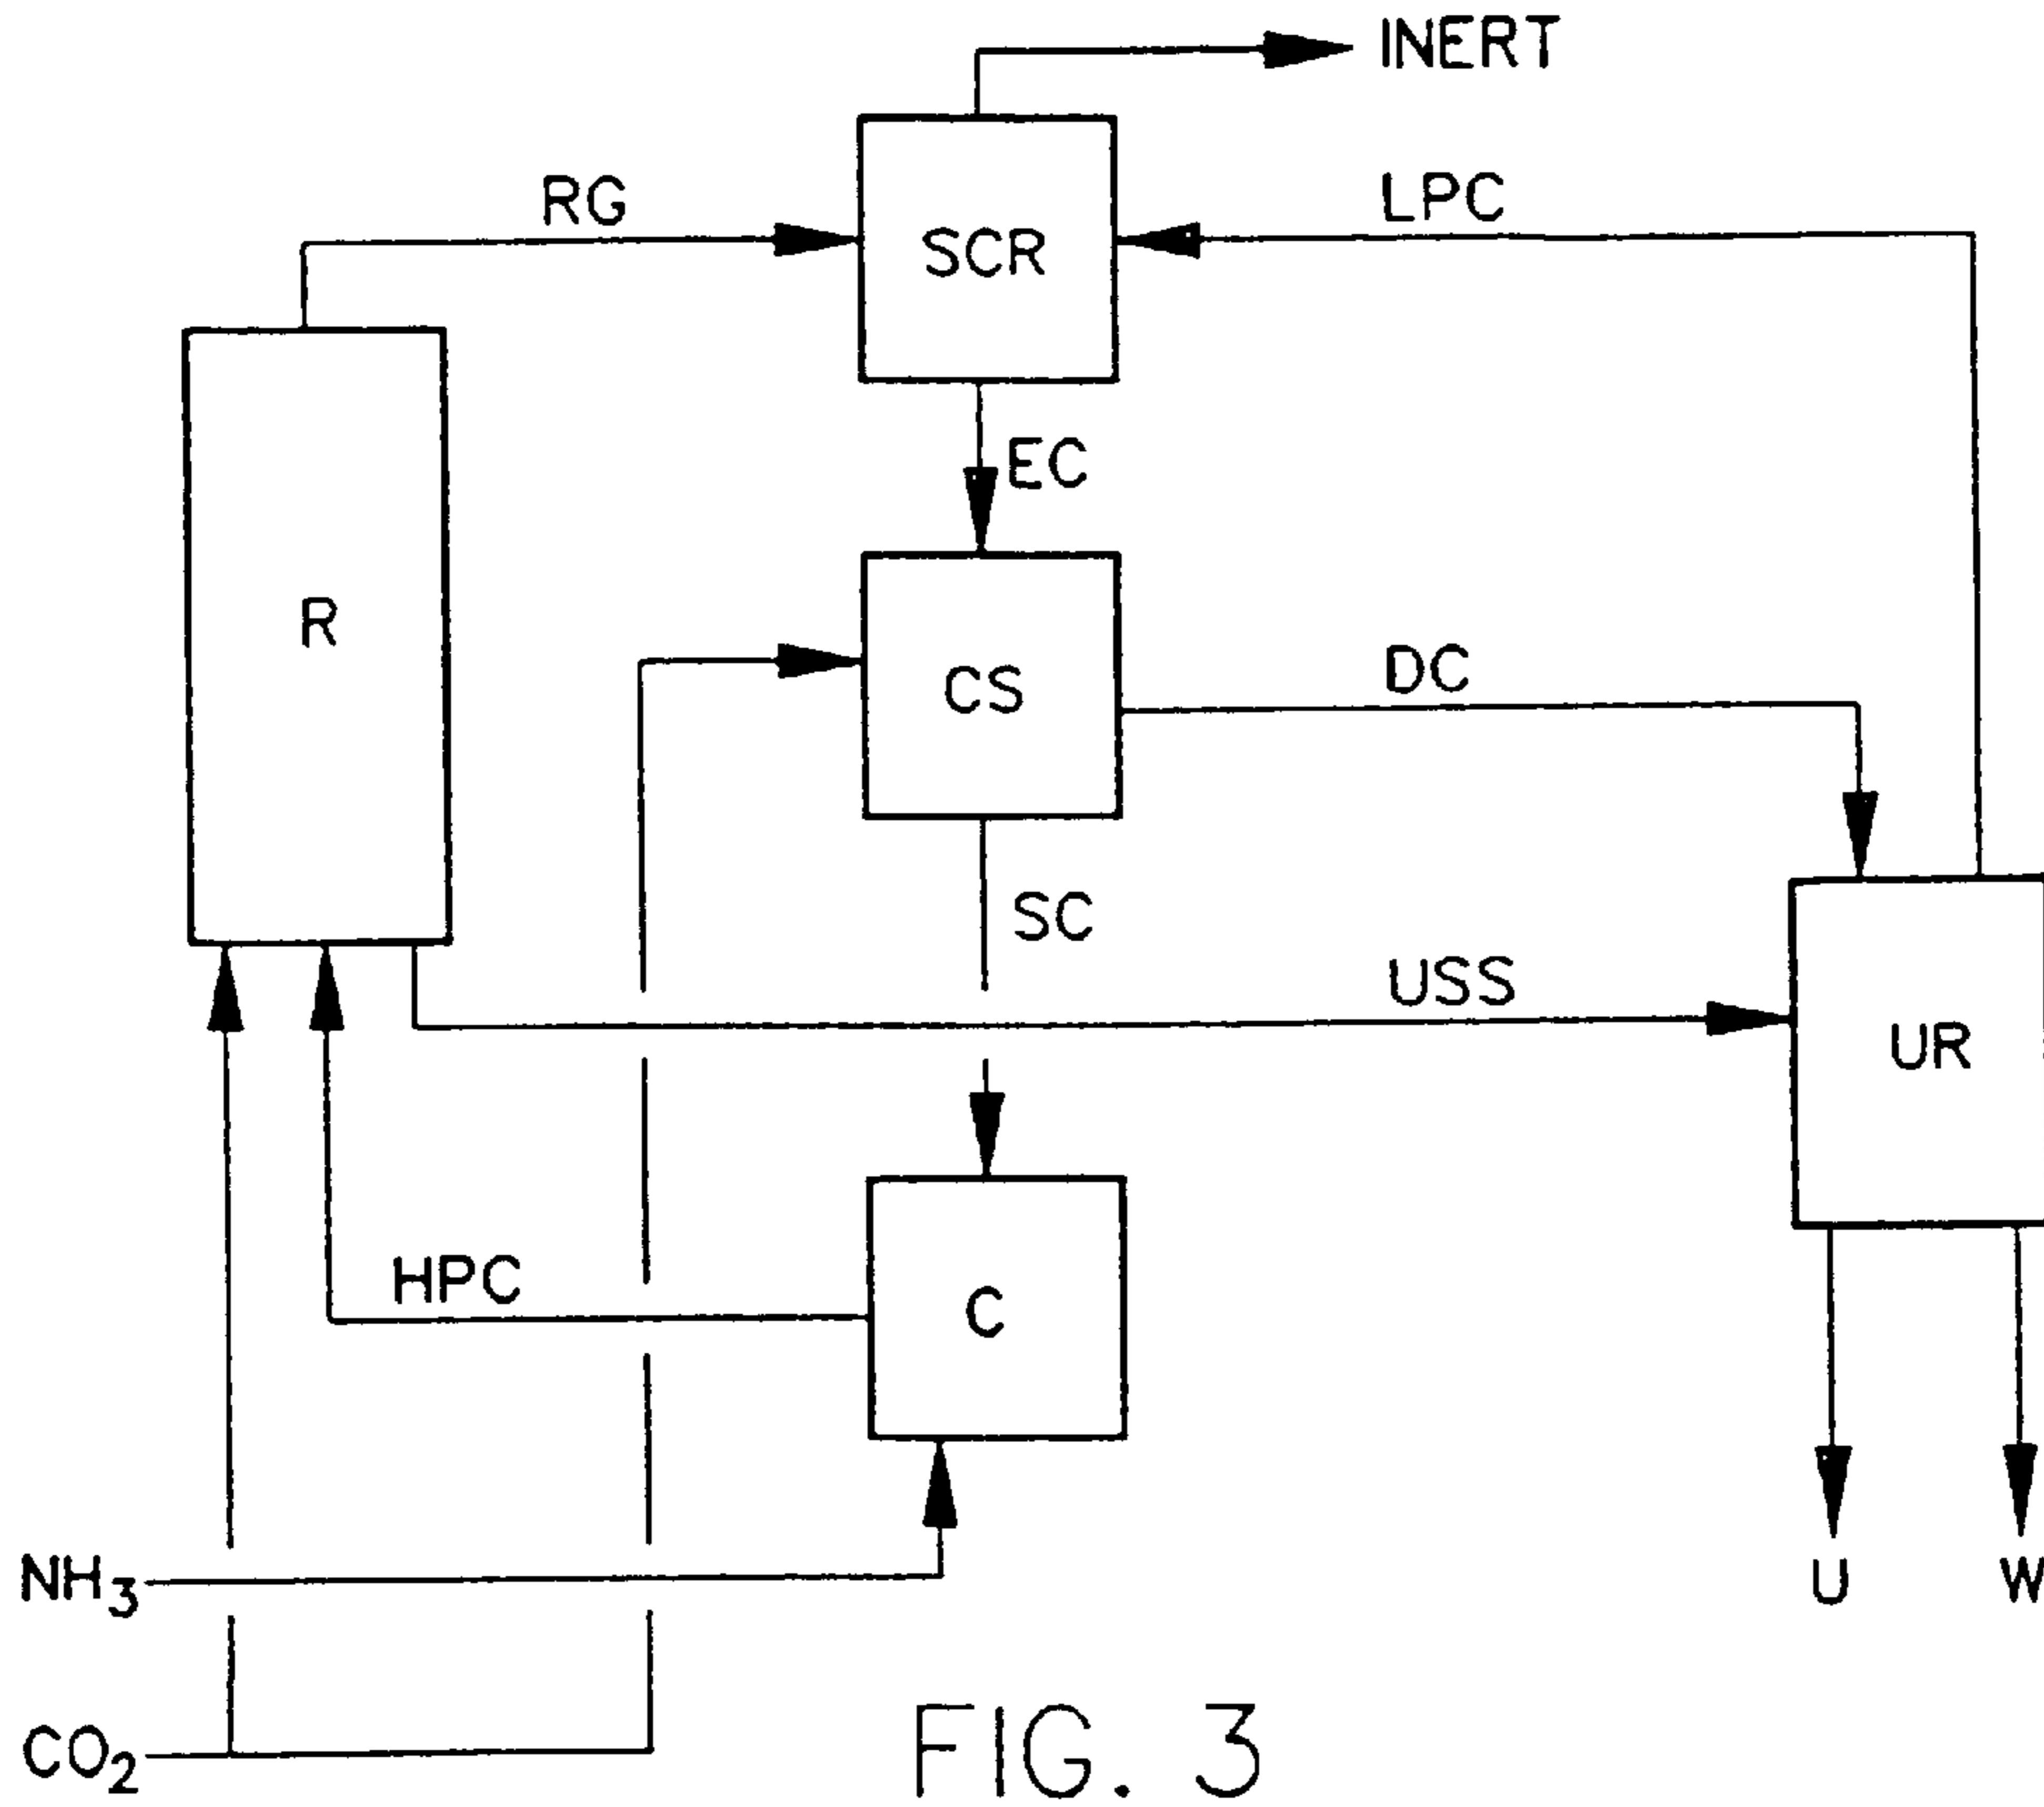 INERT
RG
LPC
SCR
EC
R
CS
DC
SC
USS
UR
HPC
C
NH₃
U
W
CO₂
FIG. 3